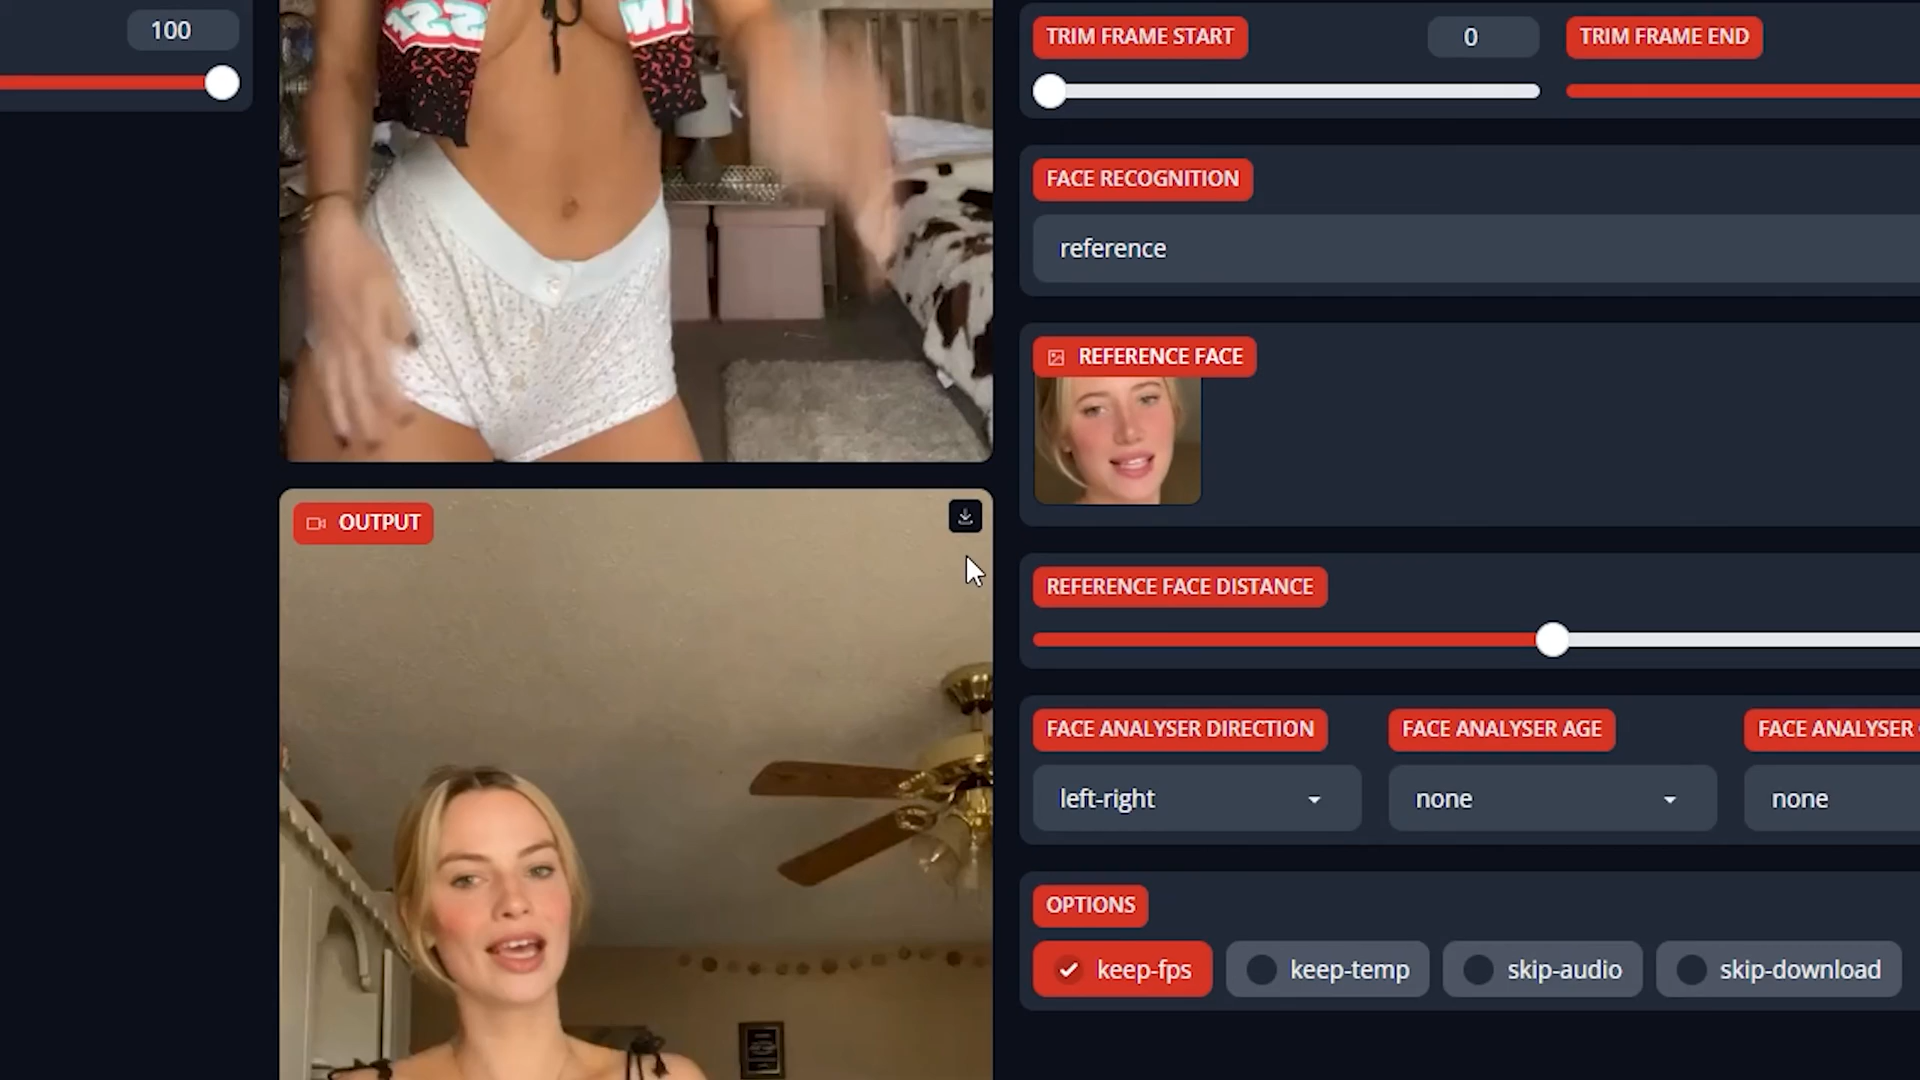 100
TRIM FRAME START
0
TRIM FRAME END
FACE RECOGNITION
reference
REFERENCE FACE
OUTPUT
REFERENCE FACE DISTANCE
FACE ANALYSER DIRECTION
FACE ANALYSER AGE
FACE ANALYSER
left-right
none
none
OPTIONS
keep-fps
keep-temp
skip-audio
skip-download